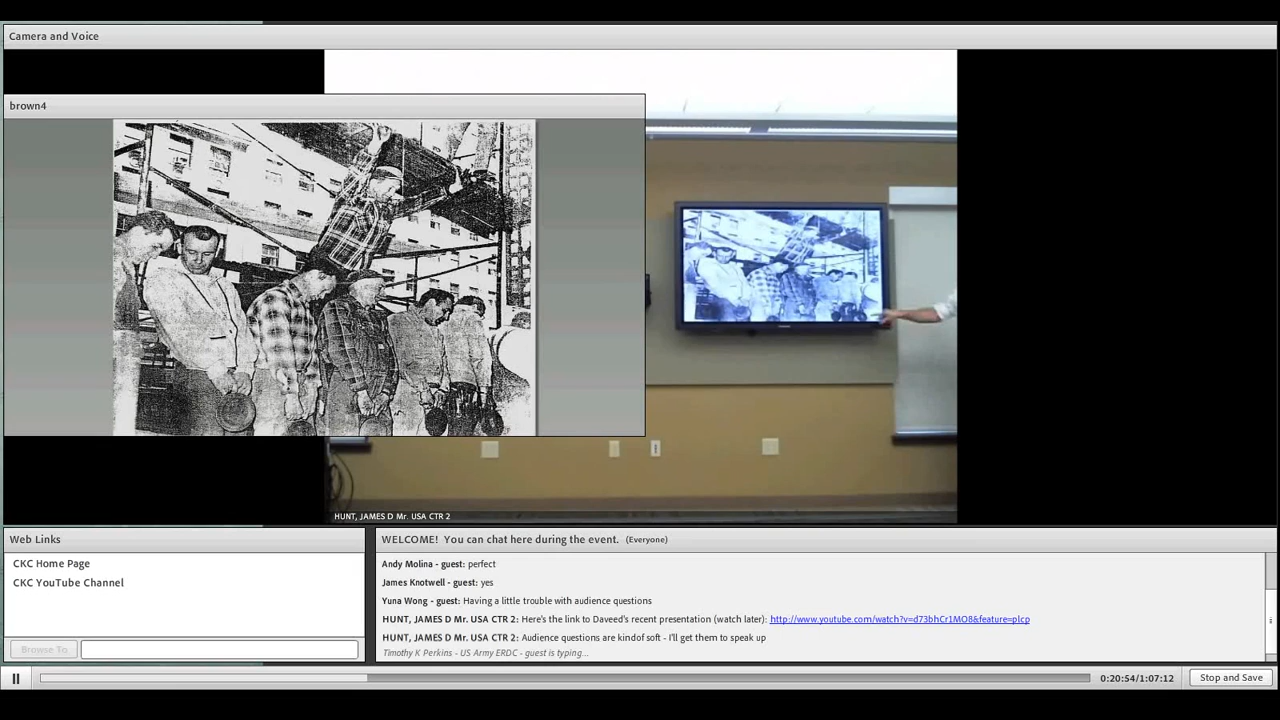 Camera and Voice
brown4
HUNT, JAMES D Mr. USA CTR 2
Web Links
CKC Home Page
CKC YouTube Channel
Browse To
WELCOME!  You can chat here during the event.  (Everyone)
Andy Molina - guest: perfect
James Knotwell - guest: yes
Yuna Wong - guest: Having a little trouble with audience questions
HUNT, JAMES D Mr. USA CTR 2: Here's the link to Daveed's recent presentation (watch later): http://www.youtube.com/watch?v=d73bhCr1MO8&feature=plcp
HUNT, JAMES D Mr. USA CTR 2: Audience questions are kindof soft - I'll get them to speak up
Timothy K Perkins - US Army ERDC - guest is typing...
0:20:54/1:07:12
Stop and Save